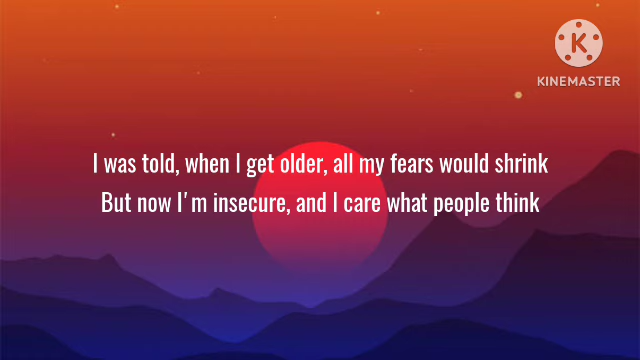 K
KINEMASTER
I was told, when I get older, all my fears would shrink
But now I'm insecure, and I care what people think